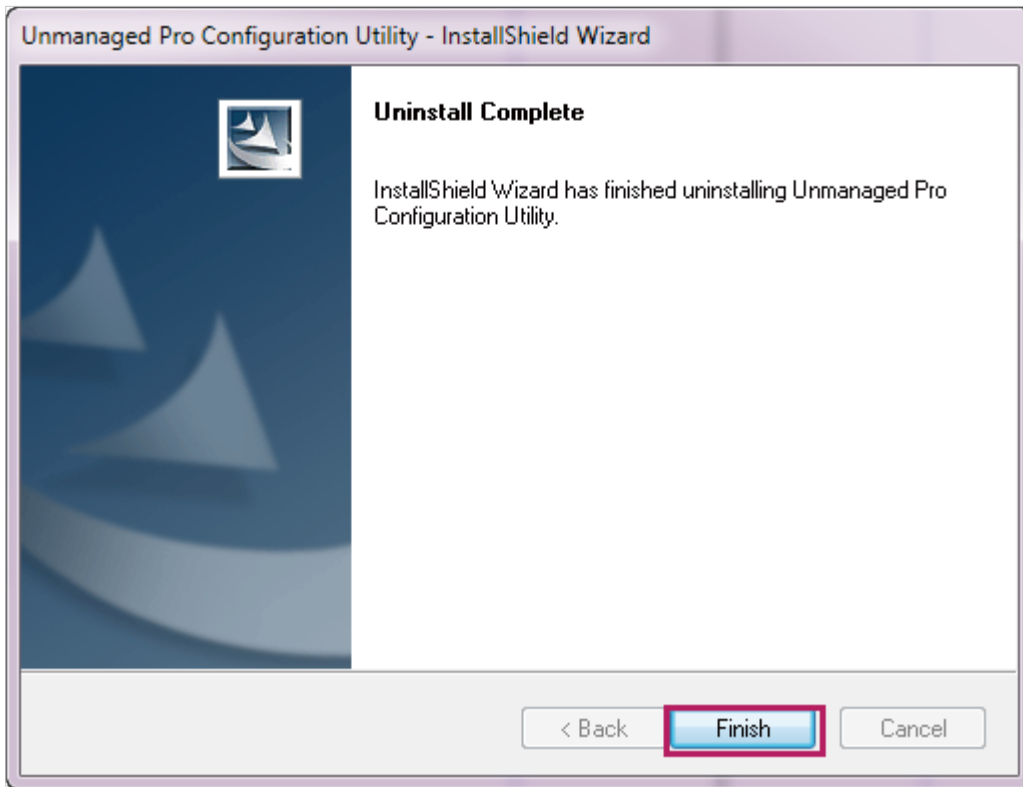 Unmanaged Pro Configuration Utility - InstallShield Wizard
Uninstall Complete
InstallShield Wizard has finished uninstalling Unmanaged Pro
Configuration Utility.
< Back Finish Cancel